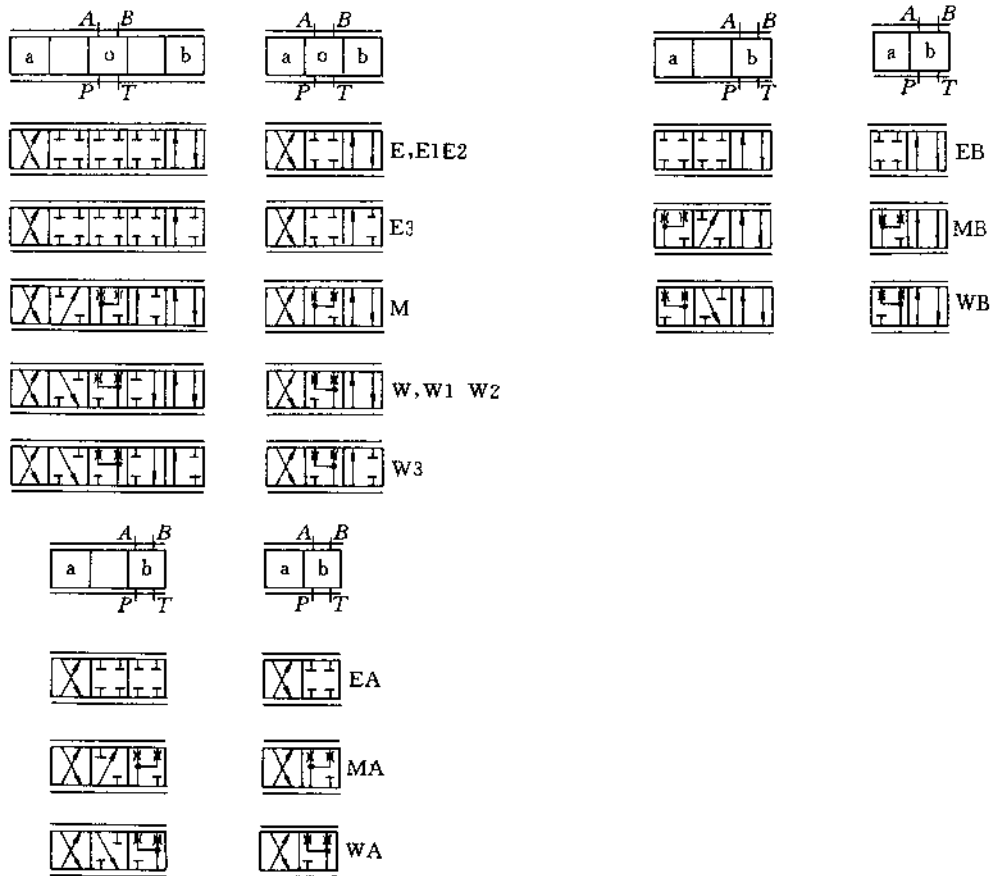 A B A B A B A B
a o b a o b a b b a b
P T P T P T P T
E,E1E2 EB
E3 MB
M WB
W,W1 W2
W3
A B A B
a b a b
P T P T
EA
MA
WA